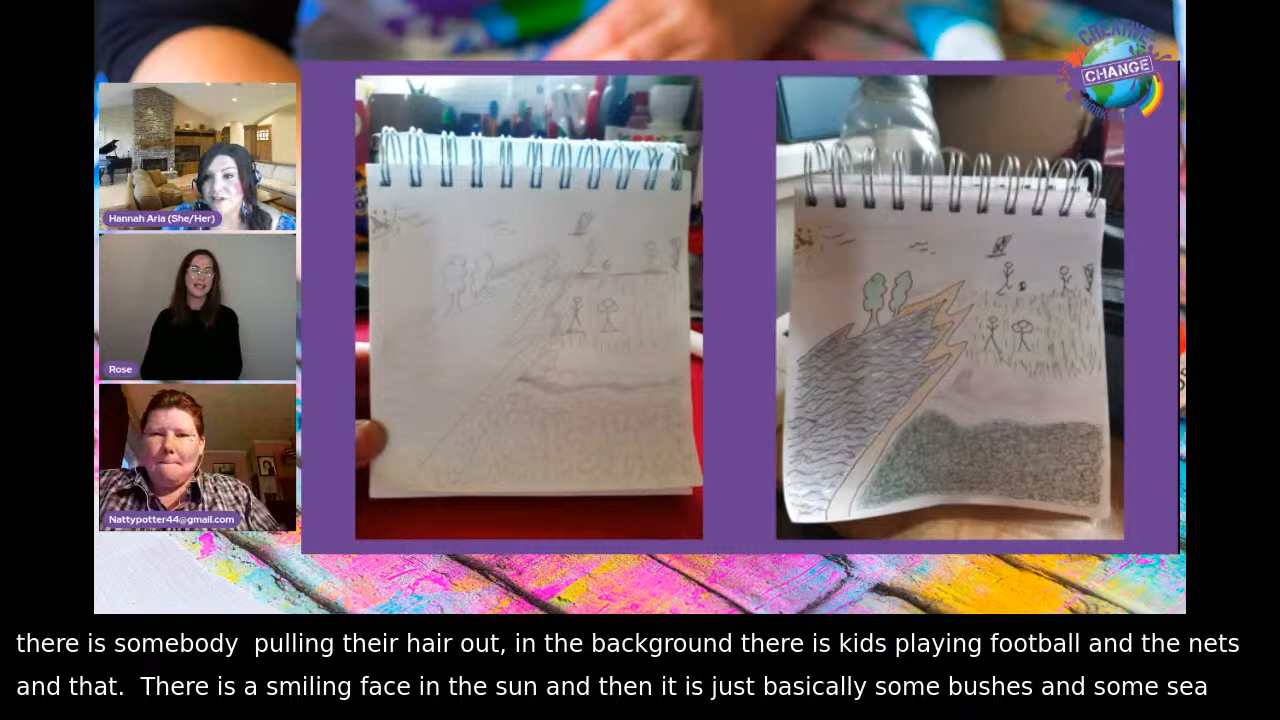 CREATIVE
CHANGE
WORKS
Hannah Aria (She/Her)
Rose
Nattypotter44@gmail.com
there is somebody  pulling their hair out, in the background there is kids playing football and the nets
and that.  There is a smiling face in the sun and then it is just basically some bushes and some sea